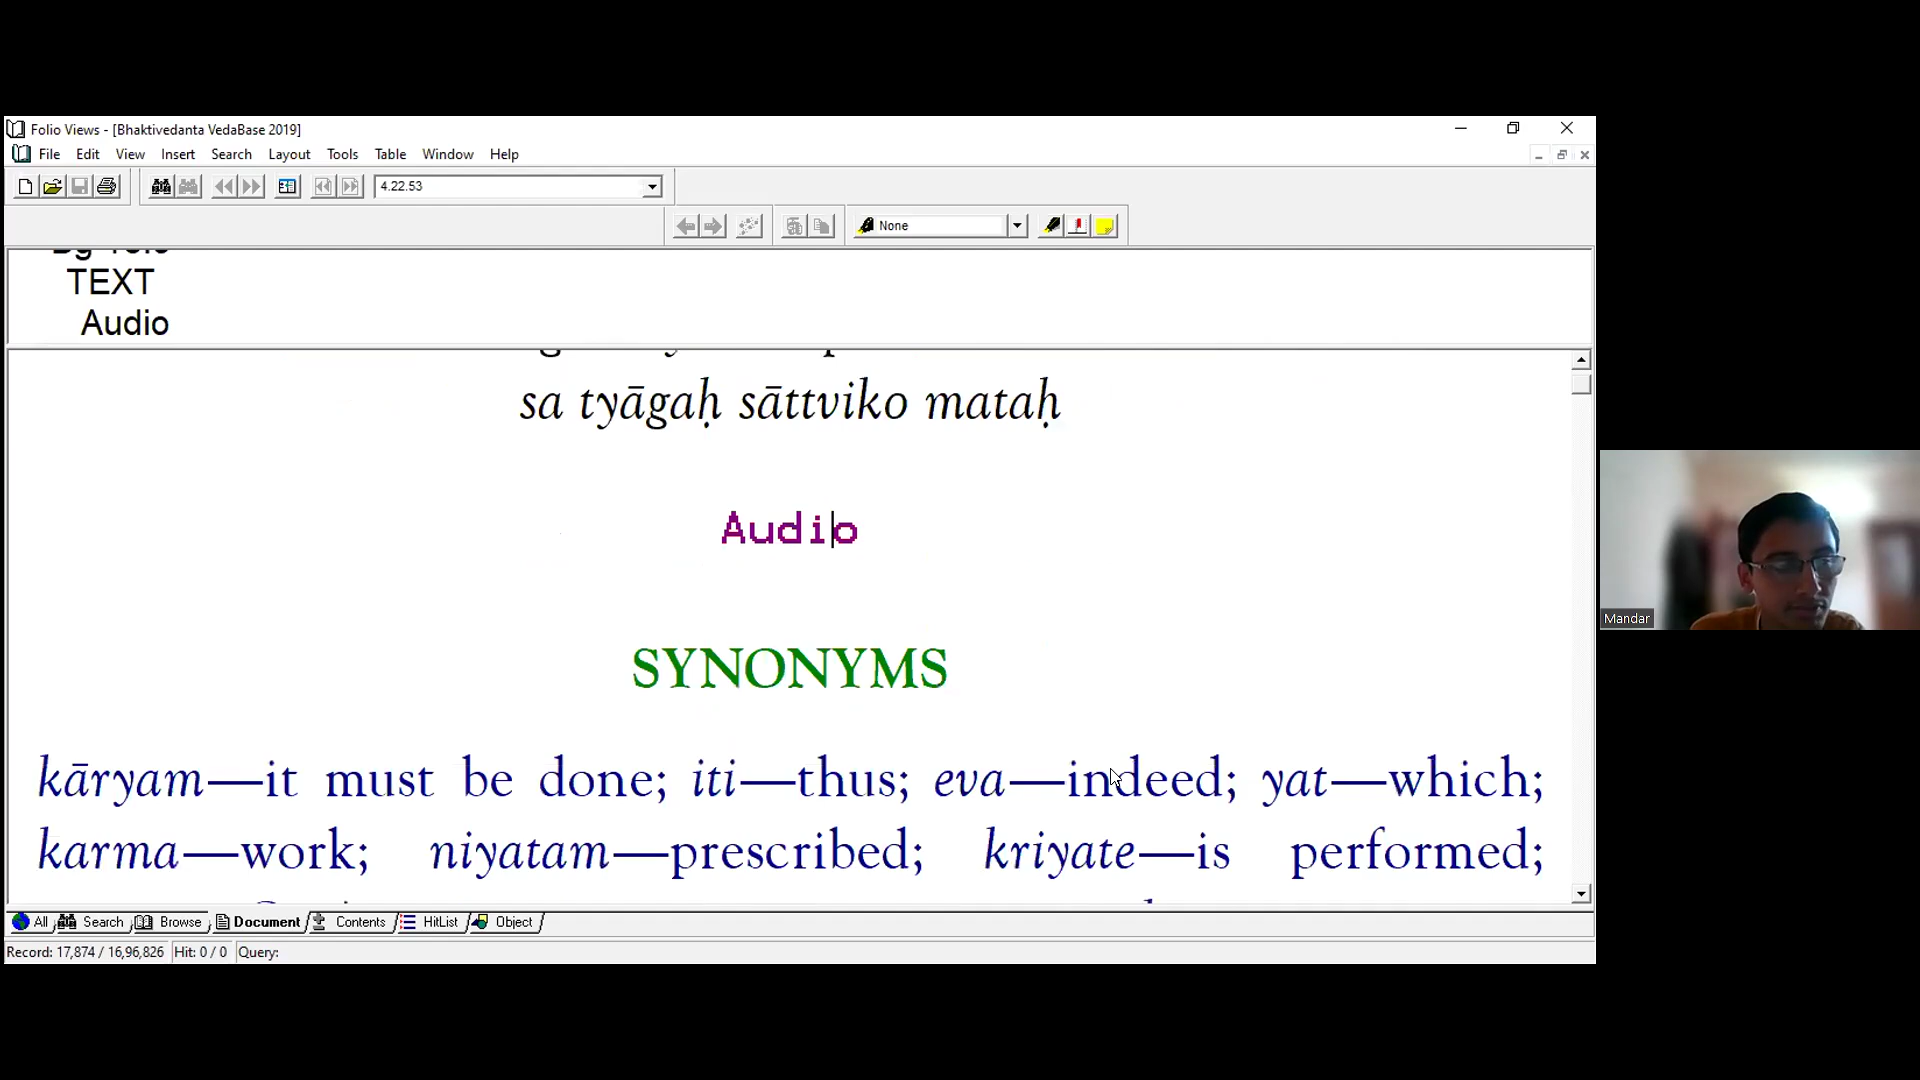 Folio Views - [Bhaktivedanta VedaBase 2019]
File Edit View Insert Search Layout Tools Table Window Help
4.22.53
None
TEXT
Audio
sa tyāgaḥ sāttviko mataḥ
Audio
SYNONYMS
kāryam—it must be done; iti—thus; eva—indeed; yat—which;
karma—work; niyatam—prescribed; kriyate—is performed;
Mandar
All Search Browse Document Contents HitList Object
Record: 17,874 / 16,96,826 Hit: 0 / 0 Query: